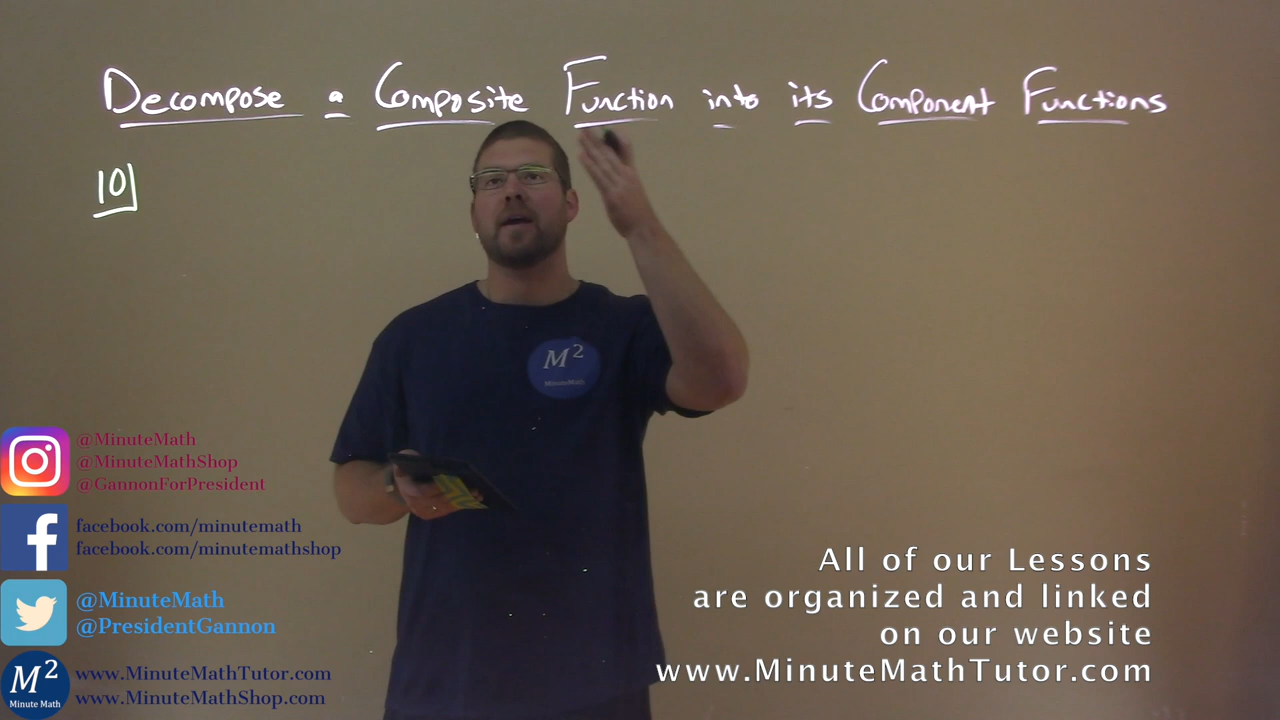 Decompose a Composite Function into its Component Functions
10
M²
MinuteMath
@MinuteMath
@MinuteMathShop
@GannonForPresident
facebook.com/minutemath
facebook.com/minutemathshop
@MinuteMath
@PresidentGannon
M²
Minute Math
www.MinuteMathTutor.com
www.MinuteMathShop.com
All of our Lessons
are organized and linked
on our website
www.MinuteMathTutor.com